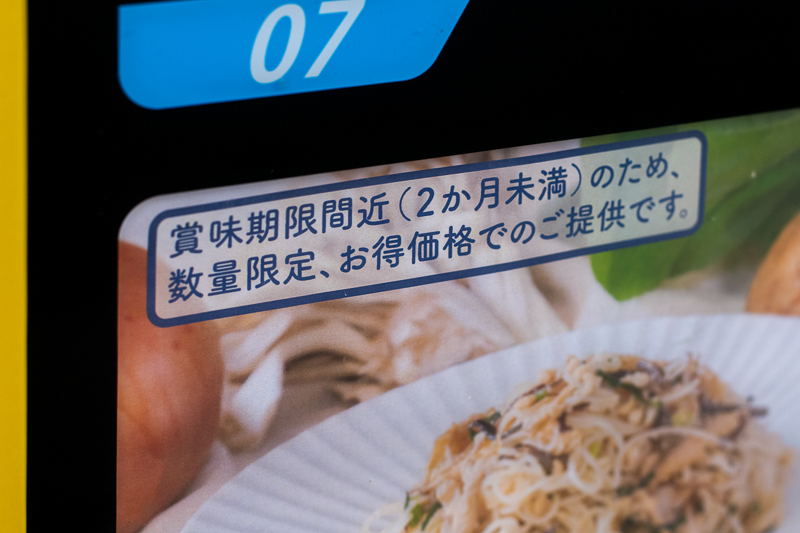 07
賞味期限間近(2か月未満)のため、
数量限定、お得価格でのご提供です。